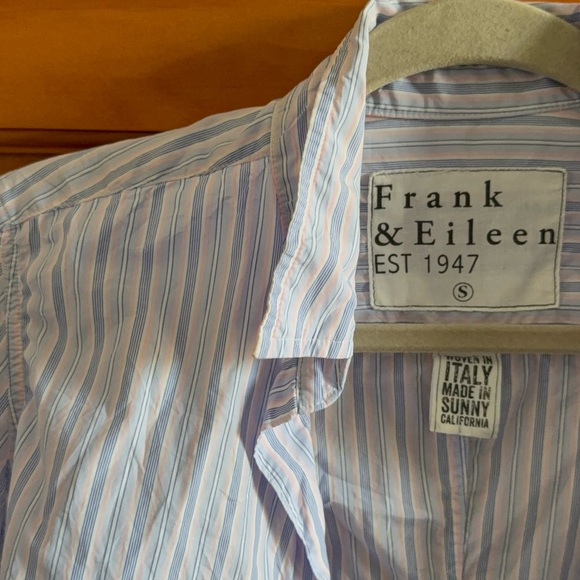 Frank
& Eileen
EST 1947
S
WOVEN IN
ITALY
MADE IN
SUNNY
CALIFORNIA